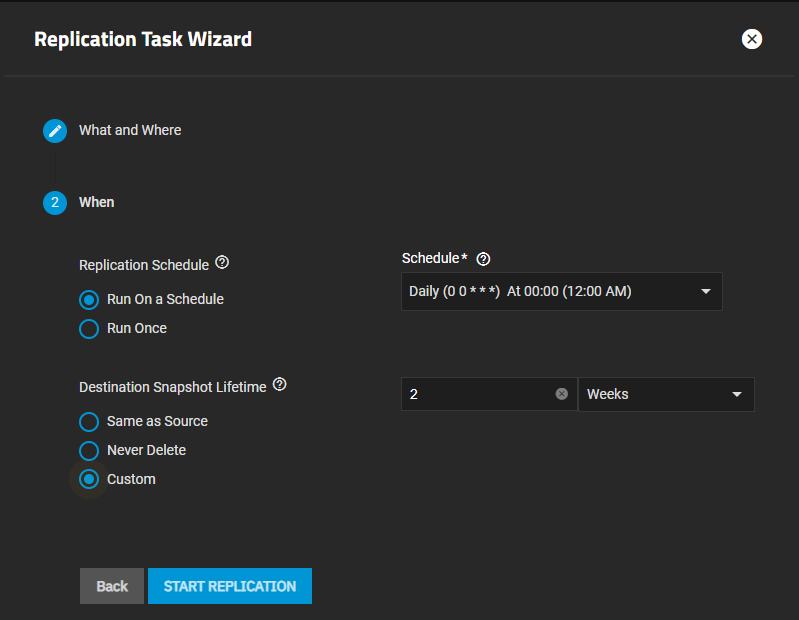 Replication Task Wizard
What and Where
2 When
Replication Schedule
Run On a Schedule
Run Once
Schedule*
Daily (0 0 * * *) At 00:00 (12:00 AM)
Destination Snapshot Lifetime
Same as Source
Never Delete
Custom
2 Weeks
Back START REPLICATION